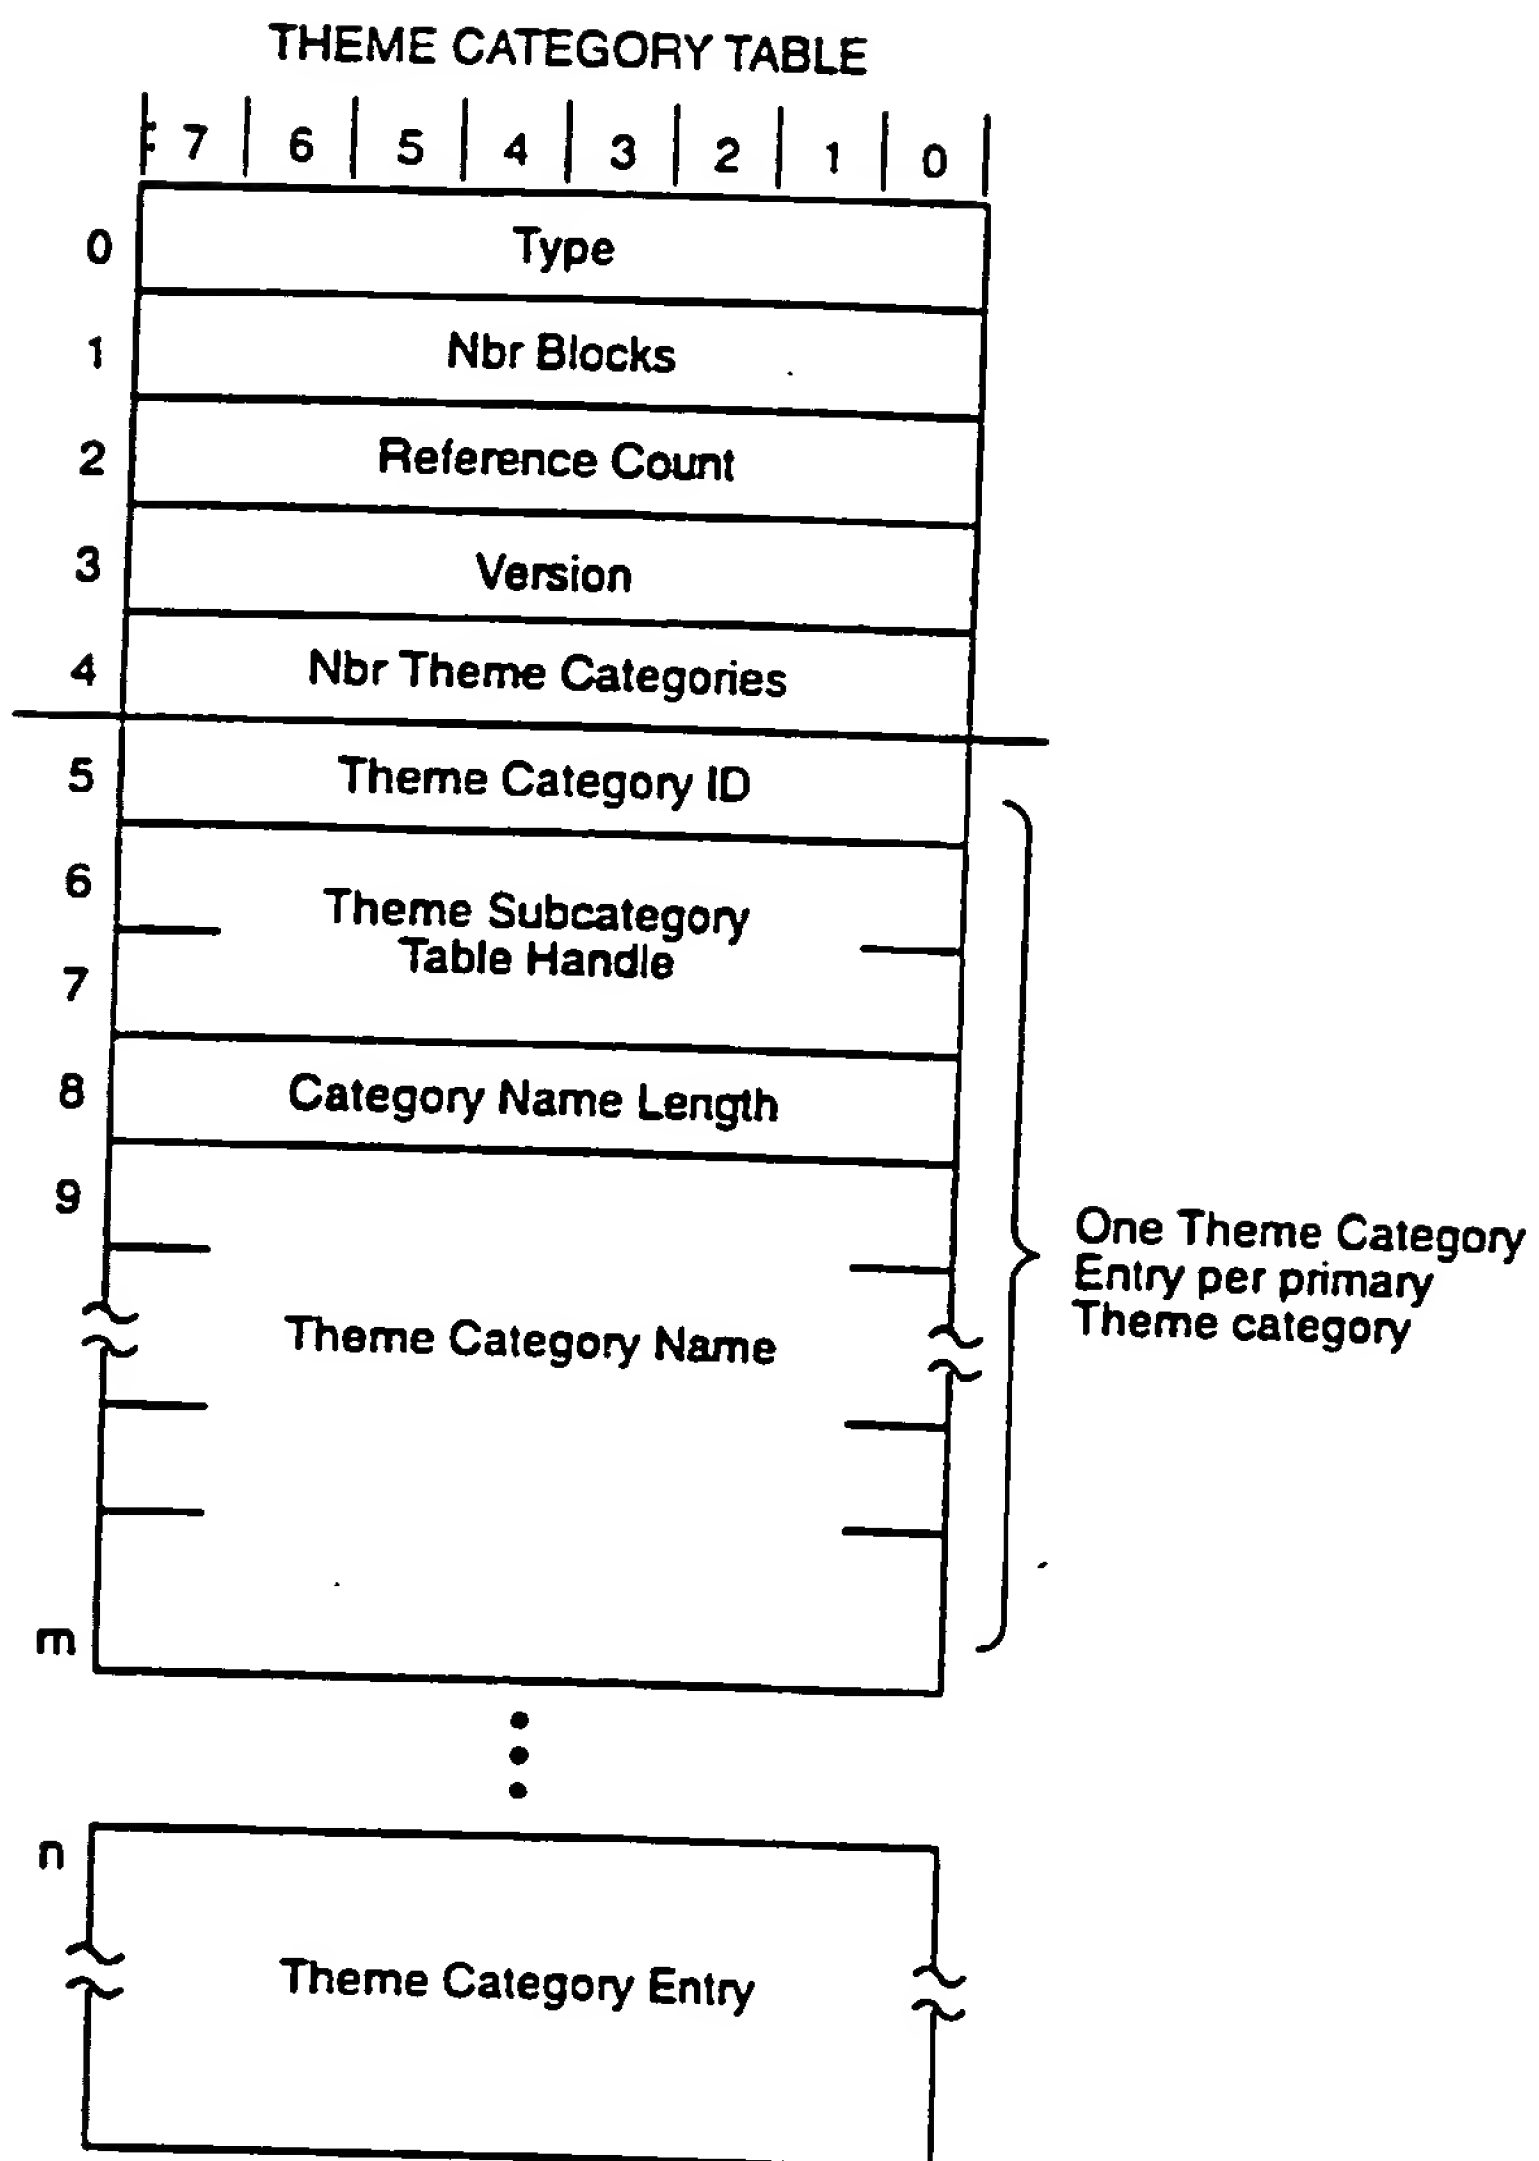 THEME CATEGORY TABLE
7 6 5 4 3 2 1 0
0 Type
1 Nbr Blocks
2 Reference Count
3 Version
4 Nbr Theme Categories
5 Theme Category ID
6 Theme Subcategory
7 Table Handle
8 Category Name Length
9
One Theme Category
Entry per primary
Theme category
Theme Category Name
m
n
Theme Category Entry